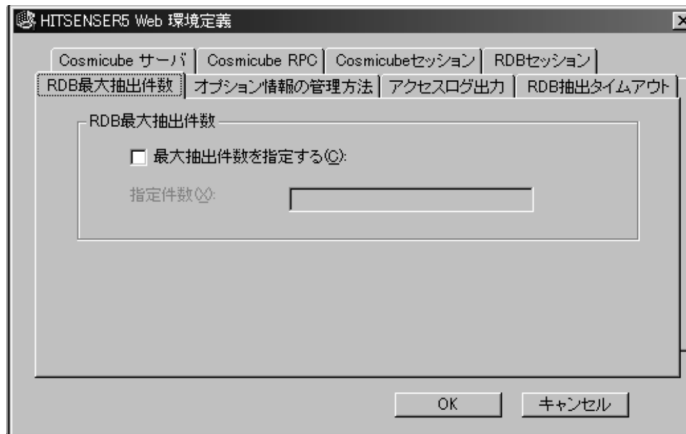 HITSENSER5 Web 環境定義
Cosmicube サーバ Cosmicube RPC Cosmicubeセッション RDBセッション
RDB最大抽出件数 オプション情報の管理方法 アクセスログ出力 RDB抽出タイムアウト
RDB最大抽出件数
最大抽出件数を指定する(C):
指定件数(X):
OK キャンセル